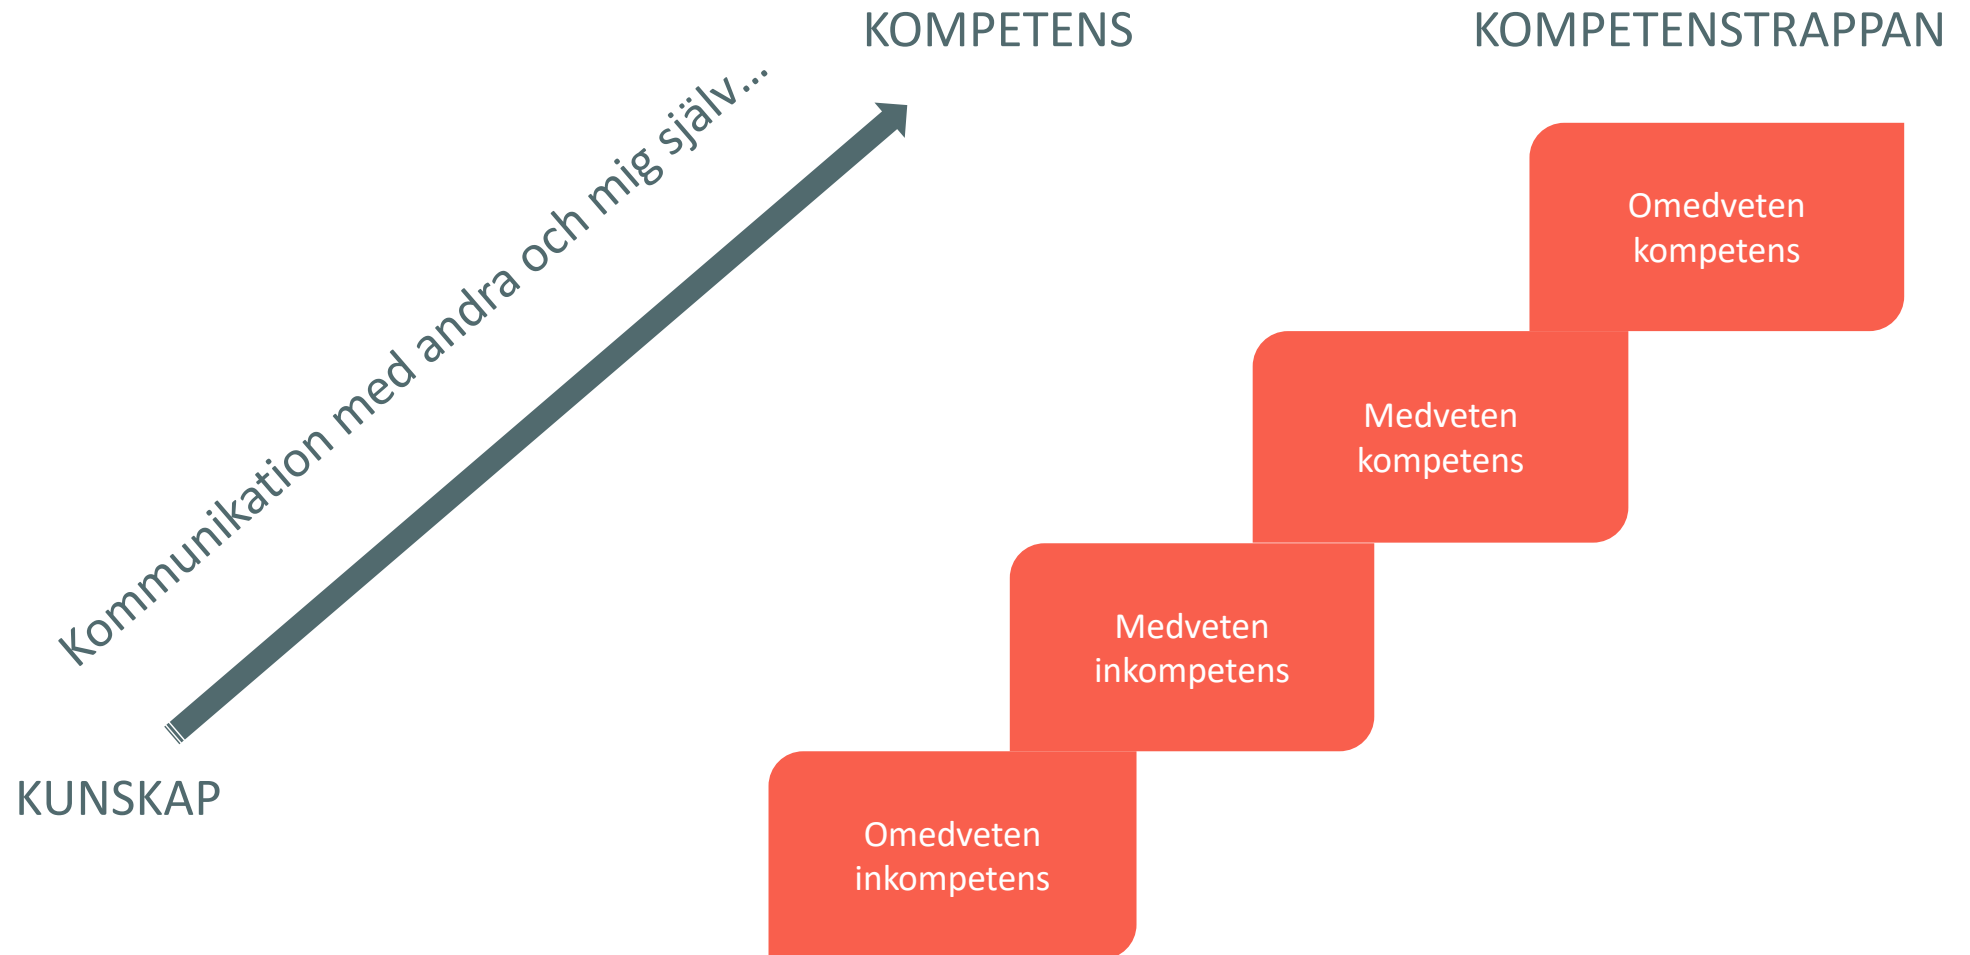 KOMPETENS
KOMPETENSTRAPPAN
Kommunikation med andra och mig själv...
KUNSKAP
Omedveten
kompetens
Medveten
kompetens
Medveten
inkompetens
Omedveten
inkompetens